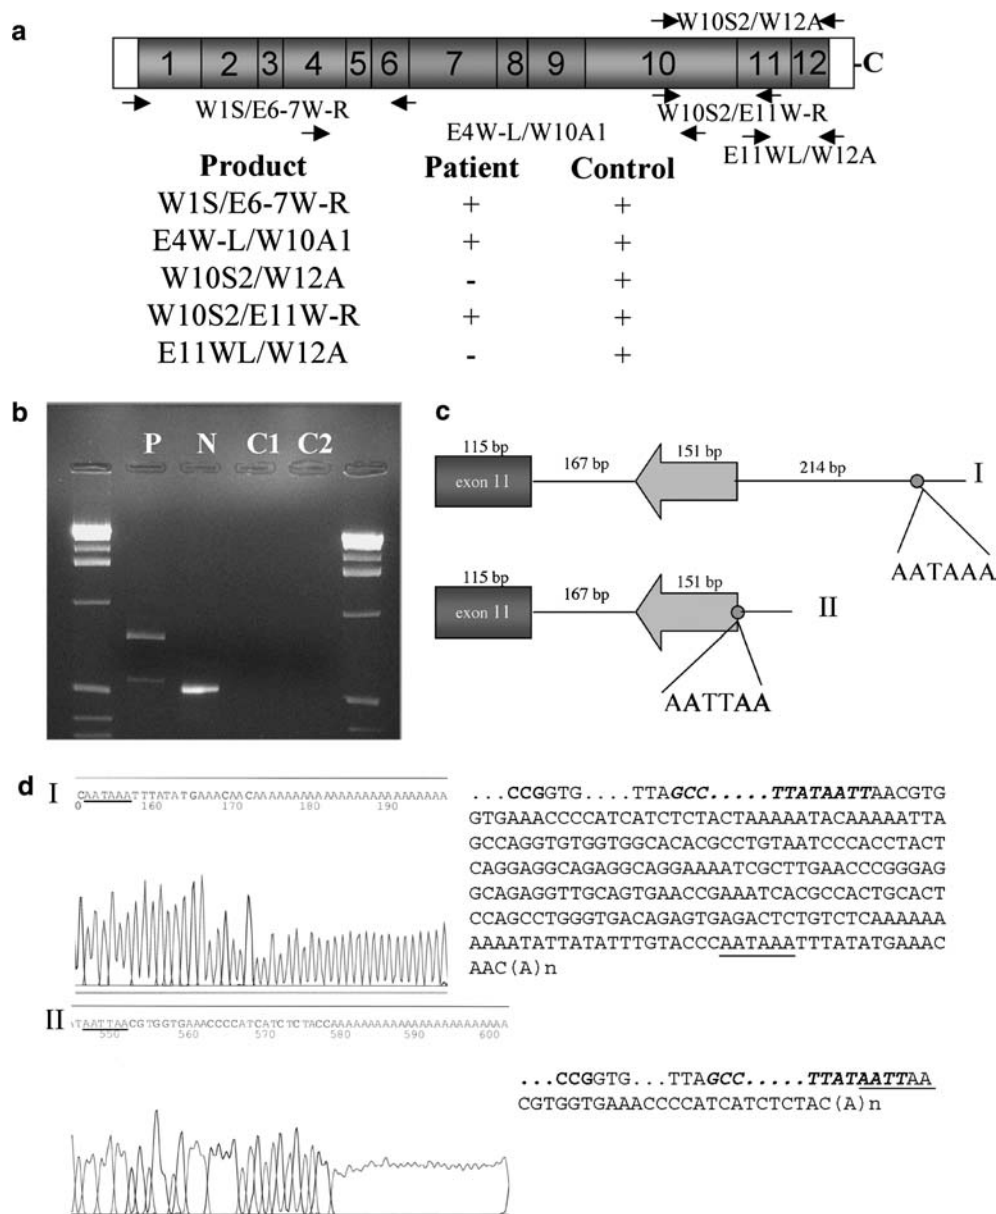 a
W10S2/W12A
1 2 3 4 5 6 7 8 9 10 11 12 -C
W1S/E6-7W-R
W10S2/E11W-R
E4W-L/W10A1
E11WL/W12A
Product Patient Control
W1S/E6-7W-R + +
E4W-L/W10A1 + +
W10S2/W12A - +
W10S2/E11W-R + +
E11WL/W12A - +
b
P N C1 C2
c
115 bp
167 bp
151 bp
214 bp
exon 11
I
AATAAA
115 bp
167 bp
151 bp
exon 11
II
AATTAA
d
I
CAATAAATTTATATGAAACAACAAAAAAAAAAAAAAAAAAAAAAAAA
0 160 170 180 190
...CCGGTG....TTAGCC.....TTATAATTAACGTG
GTGAAACCCCATCATCTCTACTAAAAATACAAAAATTA
GCCAGGTGTGGTGGCACACGCCTGTAATCCCACCTACT
CAGGAGGCAGAGGCAGGAAAATCGCTTGAACCCGGGAG
GCAGAGGTTGCAGTGAACCGAAATCACGCCACTGCACT
CCAGCCTGGGTGACAGAGTGAGACTCTGTCTCAAAAAA
AAAATATTATATTTGTACCCAATAAATTTATATGAAAC
AAC(A)n
II
TAATTAACGTGGTGAAACCCCATCATCTCTACCAAAAAAAAAAAAAAAAAAAAAAA
550 560 570 580 590 600
...CCGGTG...TTAGCC.....TTATAATTAA
CGTGGTGAAACCCCATCATCTCTAC(A)n